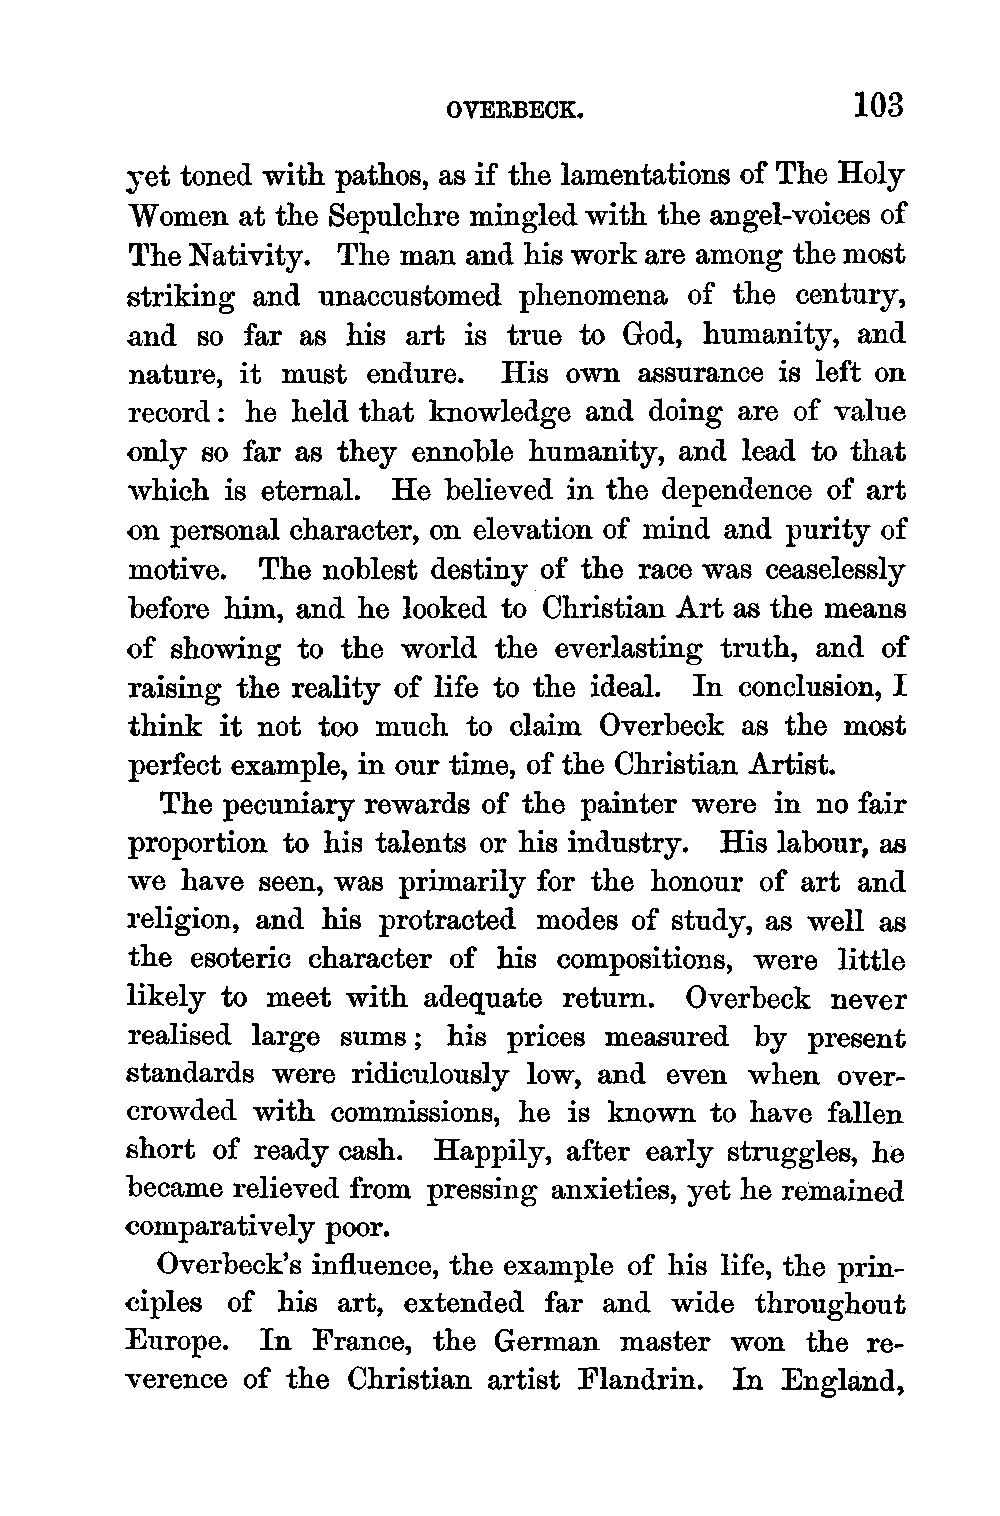 OVERBECK. 103
yet toned with pathos, as if the lamentations of The Holy
Women at the Sepulchre mingled with the angel-voices of
The Nativity. The man and his work are among the most
striking and unaccustomed phenomena of the century,
and so far as his art is true to God, humanity, and
nature, it must endure. His own assurance is left on
record: he held that knowledge and doing are of value
only so far as they ennoble humanity, and lead to that
which is eternal. He believed in the dependence of art
on personal character, on elevation of mind and purity of
motive. The noblest destiny of the race was ceaselessly
before him, and he looked to Christian Art as the means
of showing to the world the everlasting truth, and of
raising the reality of life to the ideal. In conclusion, I
think it not too much to claim Overbeck as the most
perfect example, in our time, of the Christian Artist.
The pecuniary rewards of the painter were in no fair
proportion to his talents or his industry. His labour, as
we have seen, was primarily for the honour of art and
religion, and his protracted modes of study, as well as
the esoteric character of his compositions, were little
likely to meet with adequate return. Overbeck never
realised large sums; his prices measured by present
standards were ridiculously low, and even when over-
crowded with commissions, he is known to have fallen
short of ready cash. Happily, after early struggles, he
became relieved from pressing anxieties, yet he remained
comparatively poor.
Overbeck's influence, the example of his life, the prin-
ciples of his art, extended far and wide throughout
Europe. In France, the German master won the re-
verence of the Christian artist Flandrin. In England,